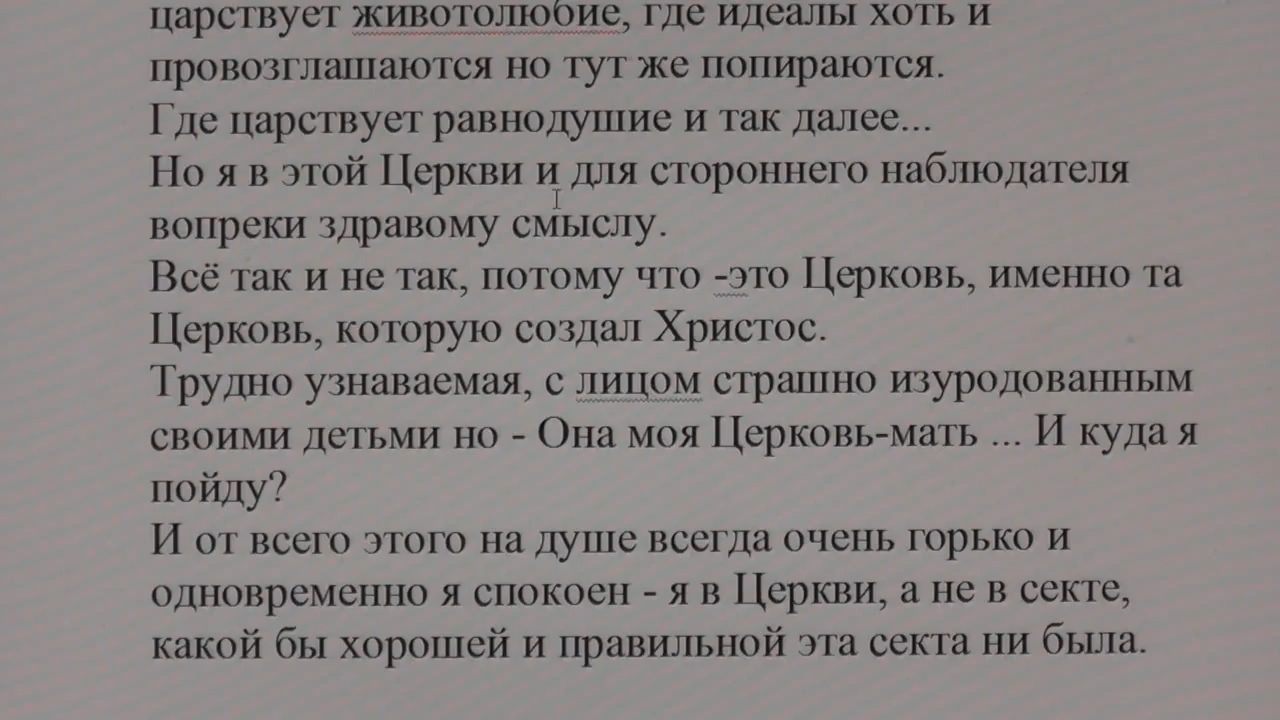 царствует животолюбие, где идеалы хоть и
провозглашаются но тут же попираются.
Где царствует равнодушие и так далее...
Но я в этой Церкви и для стороннего наблюдателя
вопреки здравому смыслу.
Всё так и не так, потому что -это Церковь, именно та
Церковь, которую создал Христос.
Трудно узнаваемая, с лицом страшно изуродованным
своими детьми но - Она моя Церковь-мать ... И куда я
пойду?
И от всего этого на душе всегда очень горько и
одновременно я спокоен - я в Церкви, а не в секте,
какой бы хорошей и правильной эта секта ни была.